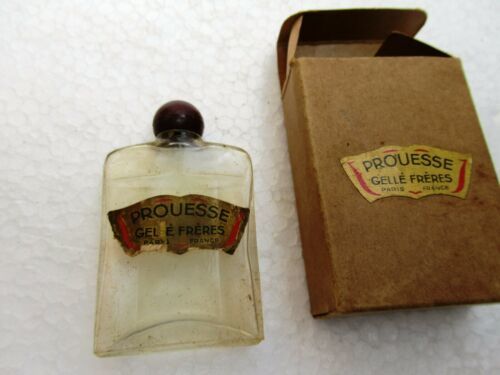 PROUESSE
GELLÉ FRÈRES
PARIS FRANCE
PROUESSE
GELLÉ FRÈRES
PARIS FRANCE